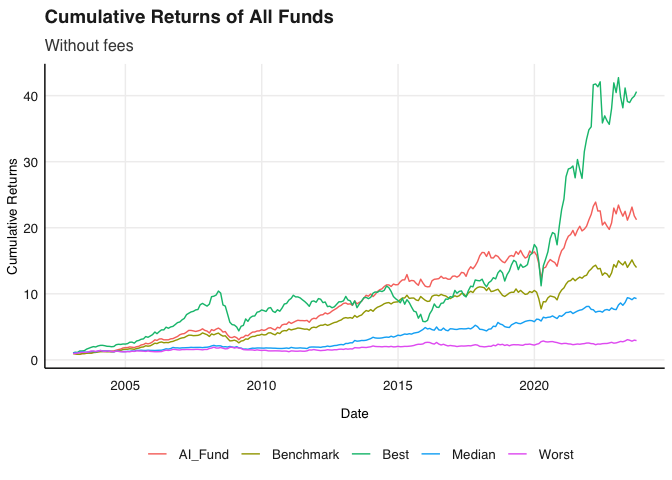 Cumulative Returns of All Funds
Without fees
Cumulative Returns
40
30
20
10
0
2005 2010 2015 2020
Date
AI_Fund Benchmark Best Median Worst